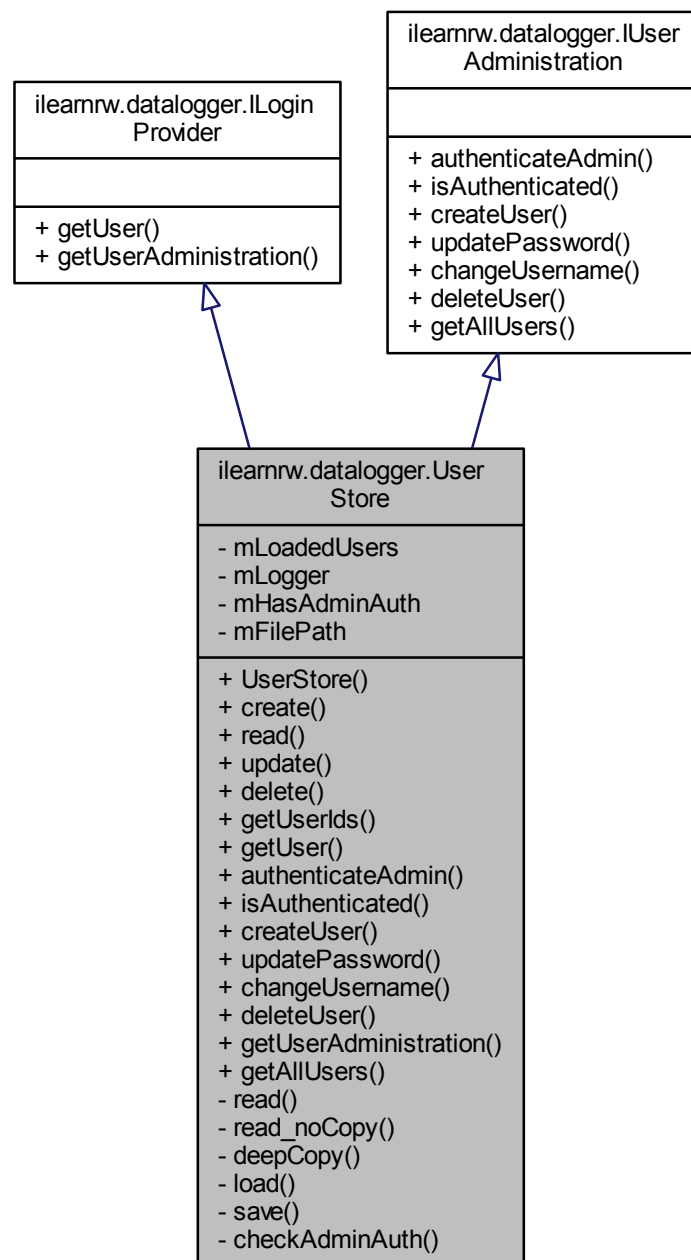 ilearnrw.datalogger.IUser
Administration
+ authenticateAdmin()
+ isAuthenticated()
+ createUser()
+ updatePassword()
+ changeUsername()
+ deleteUser()
+ getAllUsers()
ilearnrw.datalogger.ILogin
Provider
+ getUser()
+ getUserAdministration()
ilearnrw.datalogger.User
Store
- mLoadedUsers
- mLogger
- mHasAdminAuth
- mFilePath
+ UserStore()
+ create()
+ read()
+ update()
+ delete()
+ getUserIds()
+ getUser()
+ authenticateAdmin()
+ isAuthenticated()
+ createUser()
+ updatePassword()
+ changeUsername()
+ deleteUser()
+ getUserAdministration()
+ getAllUsers()
- read()
- read_noCopy()
- deepCopy()
- load()
- save()
- checkAdminAuth()